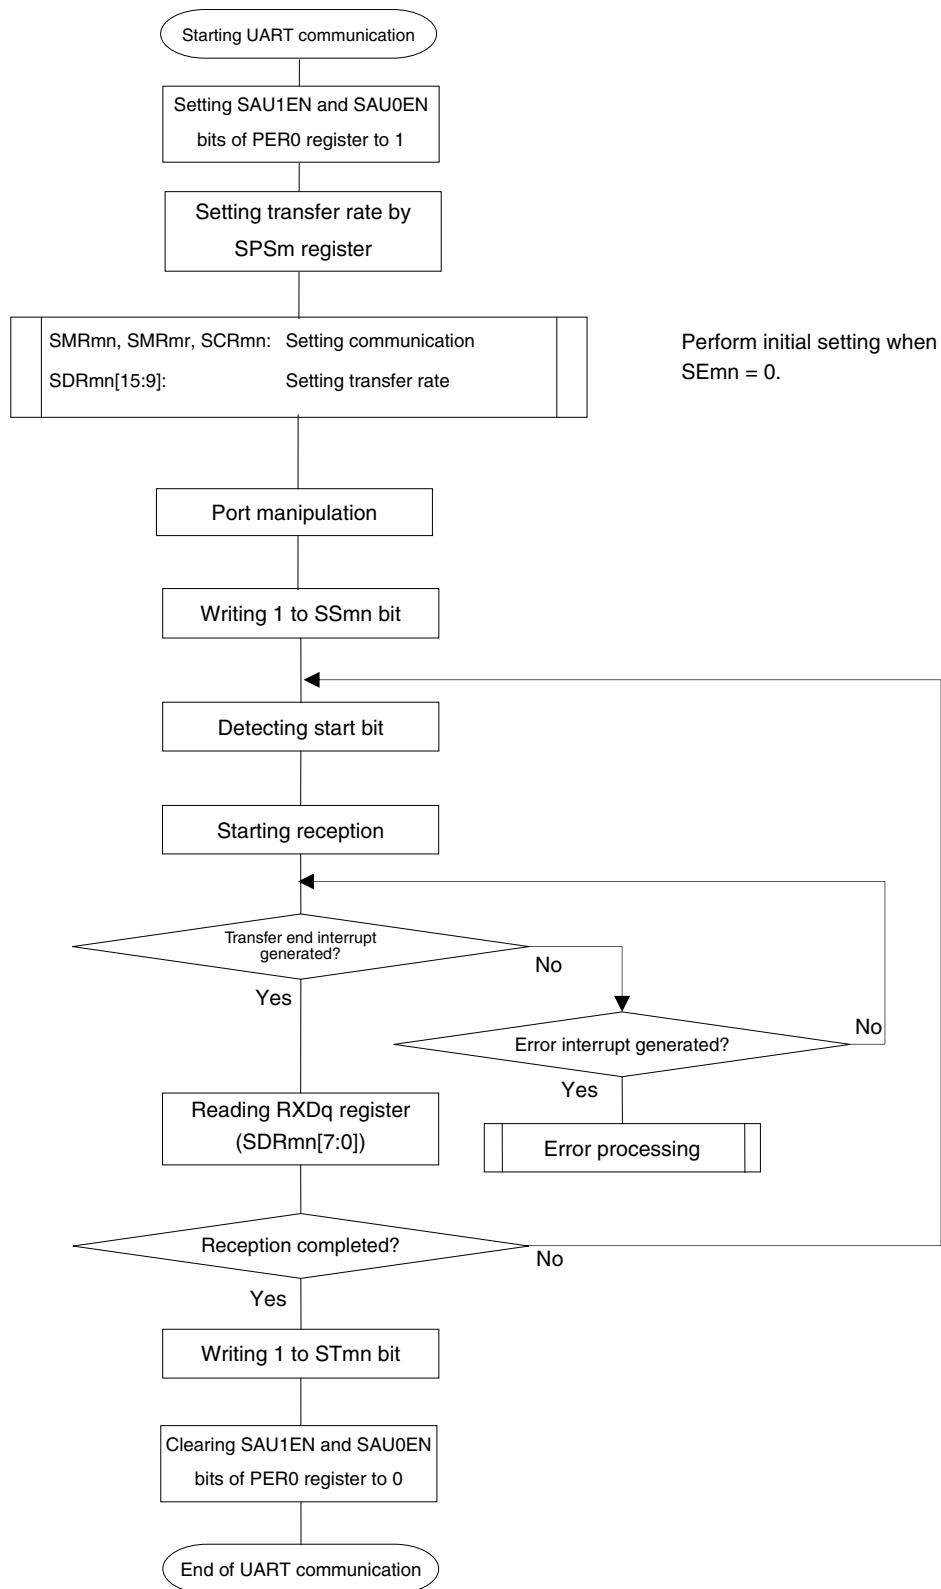 Starting UART communication
Setting SAU1EN and SAU0EN
bits of PER0 register to 1
Setting transfer rate by
SPSm register
SMRmn, SMRmr, SCRmn: Setting communication
SDRmn[15:9]: Setting transfer rate
Perform initial setting when
SEmn = 0.
Port manipulation
Writing 1 to SSmn bit
Detecting start bit
Starting reception
Transfer end interrupt
generated?
No
Yes
Error interrupt generated?
No
Yes
Error processing
Reading RXDq register
(SDRmn[7:0])
Reception completed?
No
Yes
Writing 1 to STmn bit
Clearing SAU1EN and SAU0EN
bits of PER0 register to 0
End of UART communication